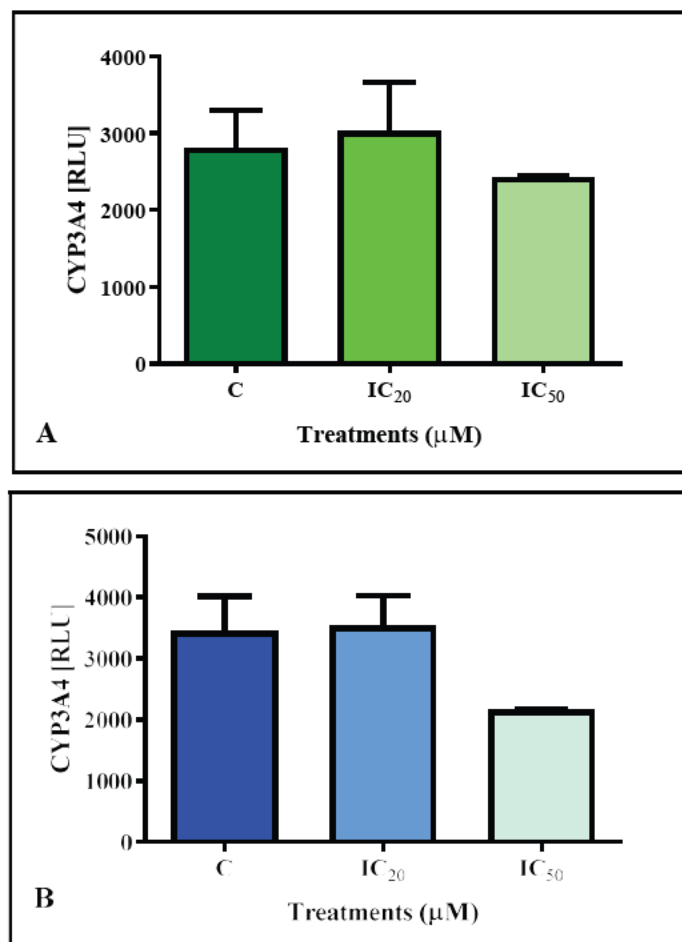 4000
3000
2000
1000
0
CYP3A4 [RLU]
C IC₂₀ IC₅₀
A
Treatments (μM)
5000
4000
3000
2000
1000
0
CYP3A4 [RLU]
C IC₂₀ IC₅₀
B
Treatments (μM)